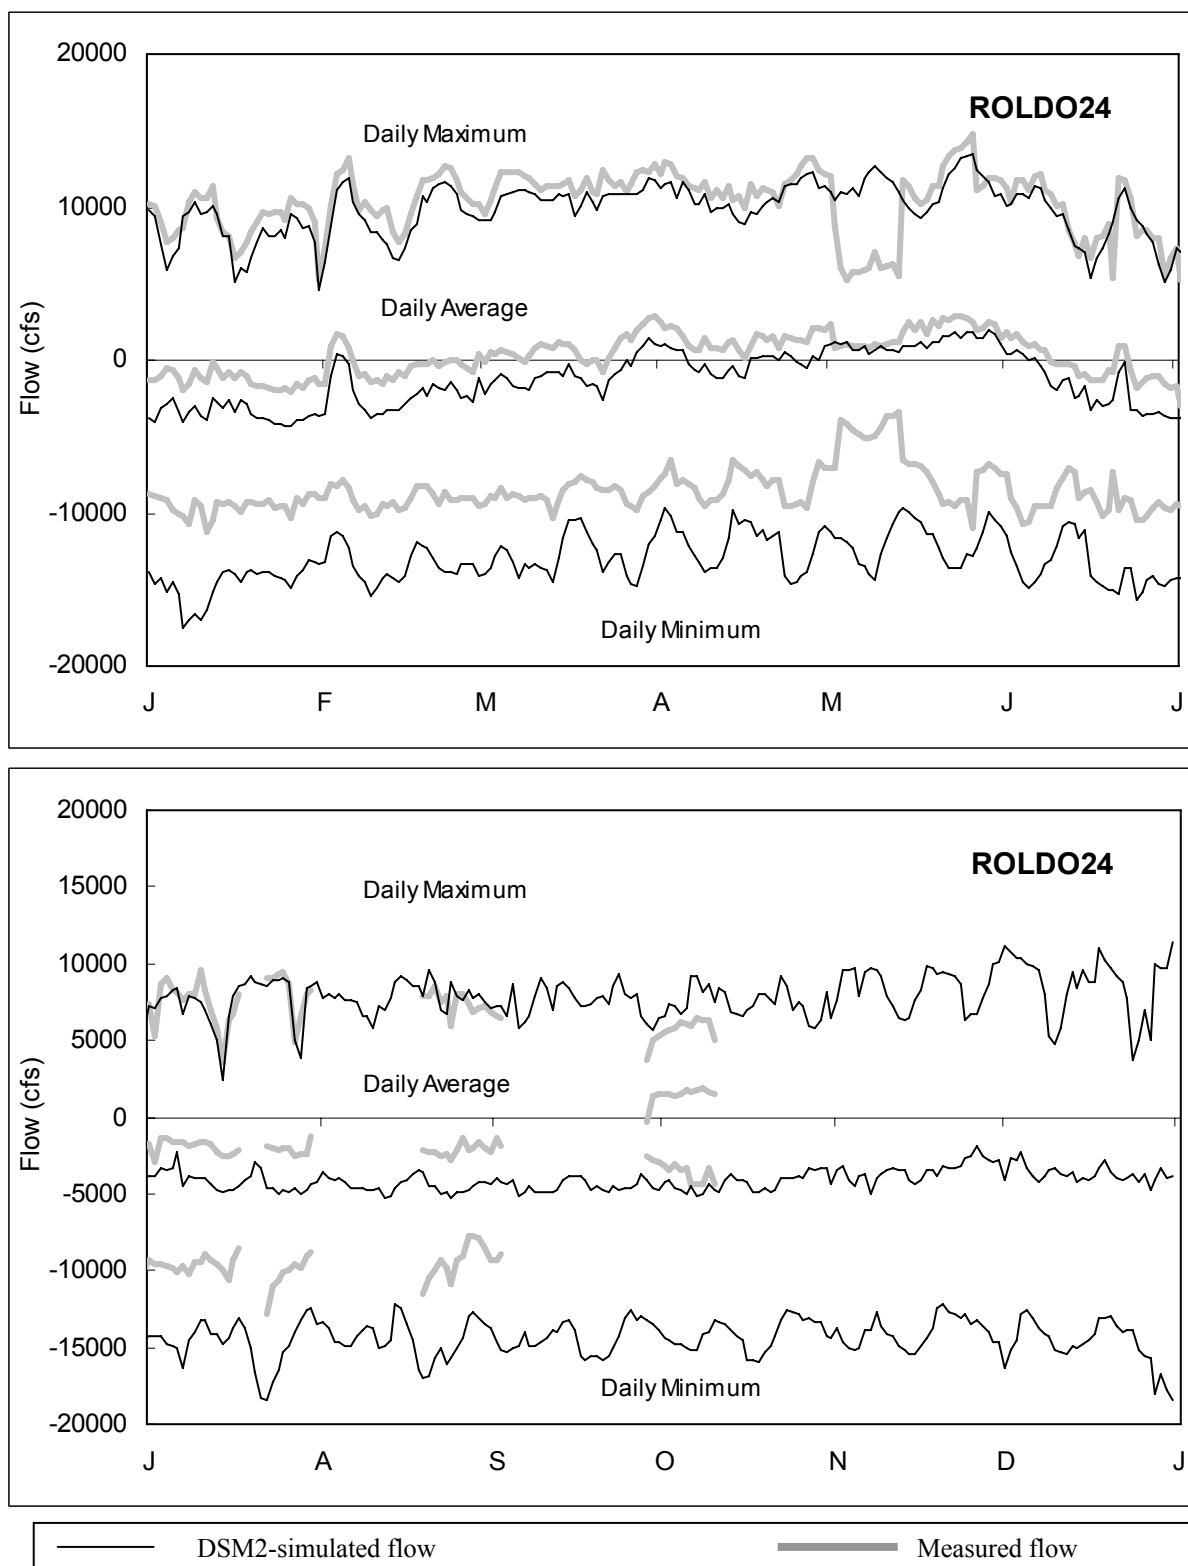 20000
ROLDO24
Daily Maximum
10000
Daily Average
Flow (cfs)
0
-10000
Daily Minimum
-20000
J F M A M J J
20000
15000
ROLDO24
Daily Maximum
10000
5000
Daily Average
Flow (cfs)
0
-5000
-10000
-15000
Daily Minimum
-20000
J A S O N D J
DSM2-simulated flow Measured flow